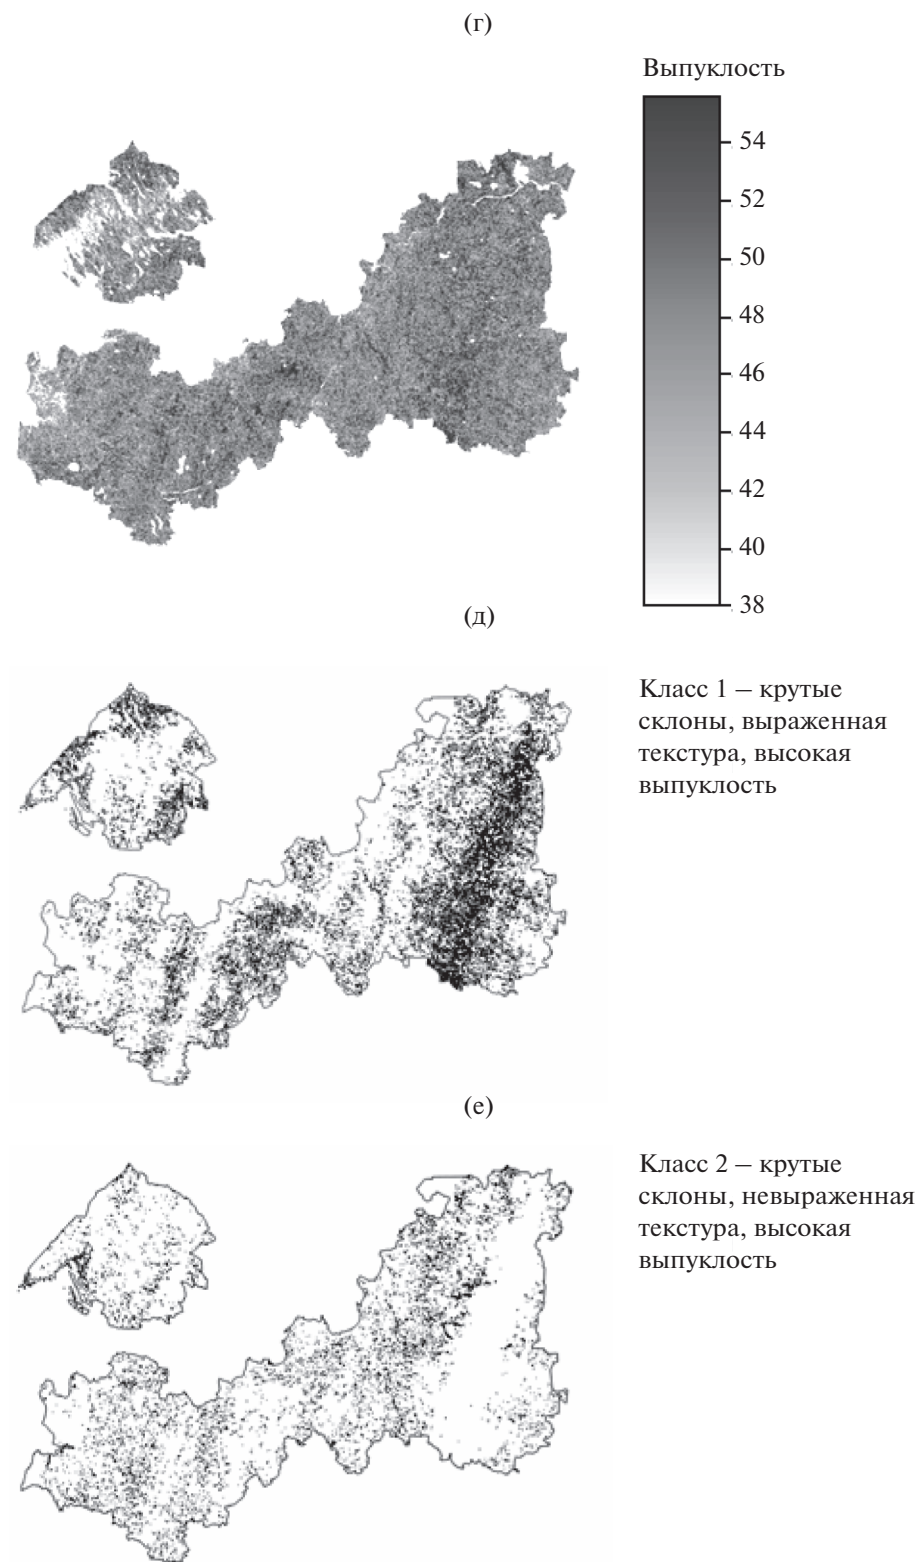 (г)
Выпуклость
54
52
50
48
46
44
42
40
38
(д)
Класс 1 – крутые
склоны, выраженная
текстура, высокая
выпуклость
(е)
Класс 2 – крутые
склоны, невыраженная
текстура, высокая
выпуклость